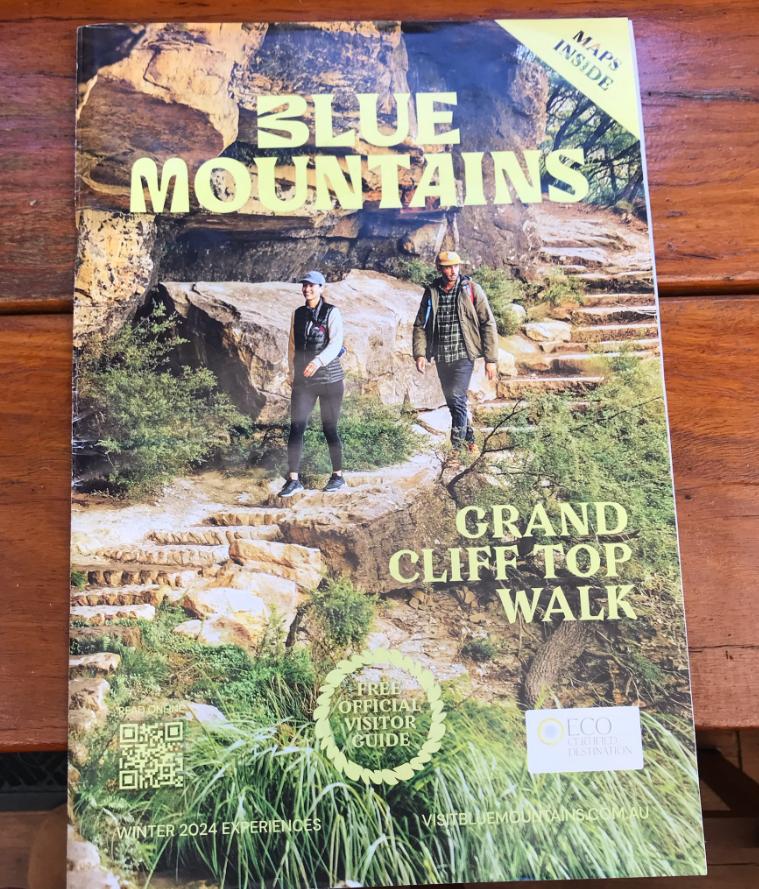 MAPS
INSIDE
BLUE
MOUNTAINS
GRAND
CLIFF TOP
WALK
READ ONLINE
FREE
OFFICIAL
VISITOR
GUIDE
ECO
CERTIFIED
DESTINATION
WINTER 2024 EXPERIENCES
VISITBLUEMOUNTAINS.COM.AU